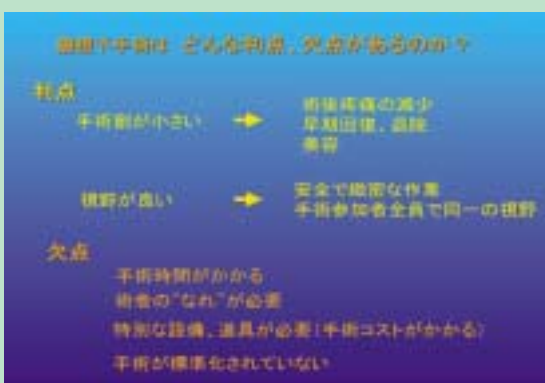 手術は どんな利点、欠点があるのか？
利点
手術創が小さい → 術後疼痛の減少
早期回復、退院
美容
視野が良い → 安全で緻密な作業
手術参加者全員で同一の視野
欠点
手術時間がかかる
術者の"なれ"が必要
特別な設備、道具が必要（手術コストがかかる）
手術が標準化されていない